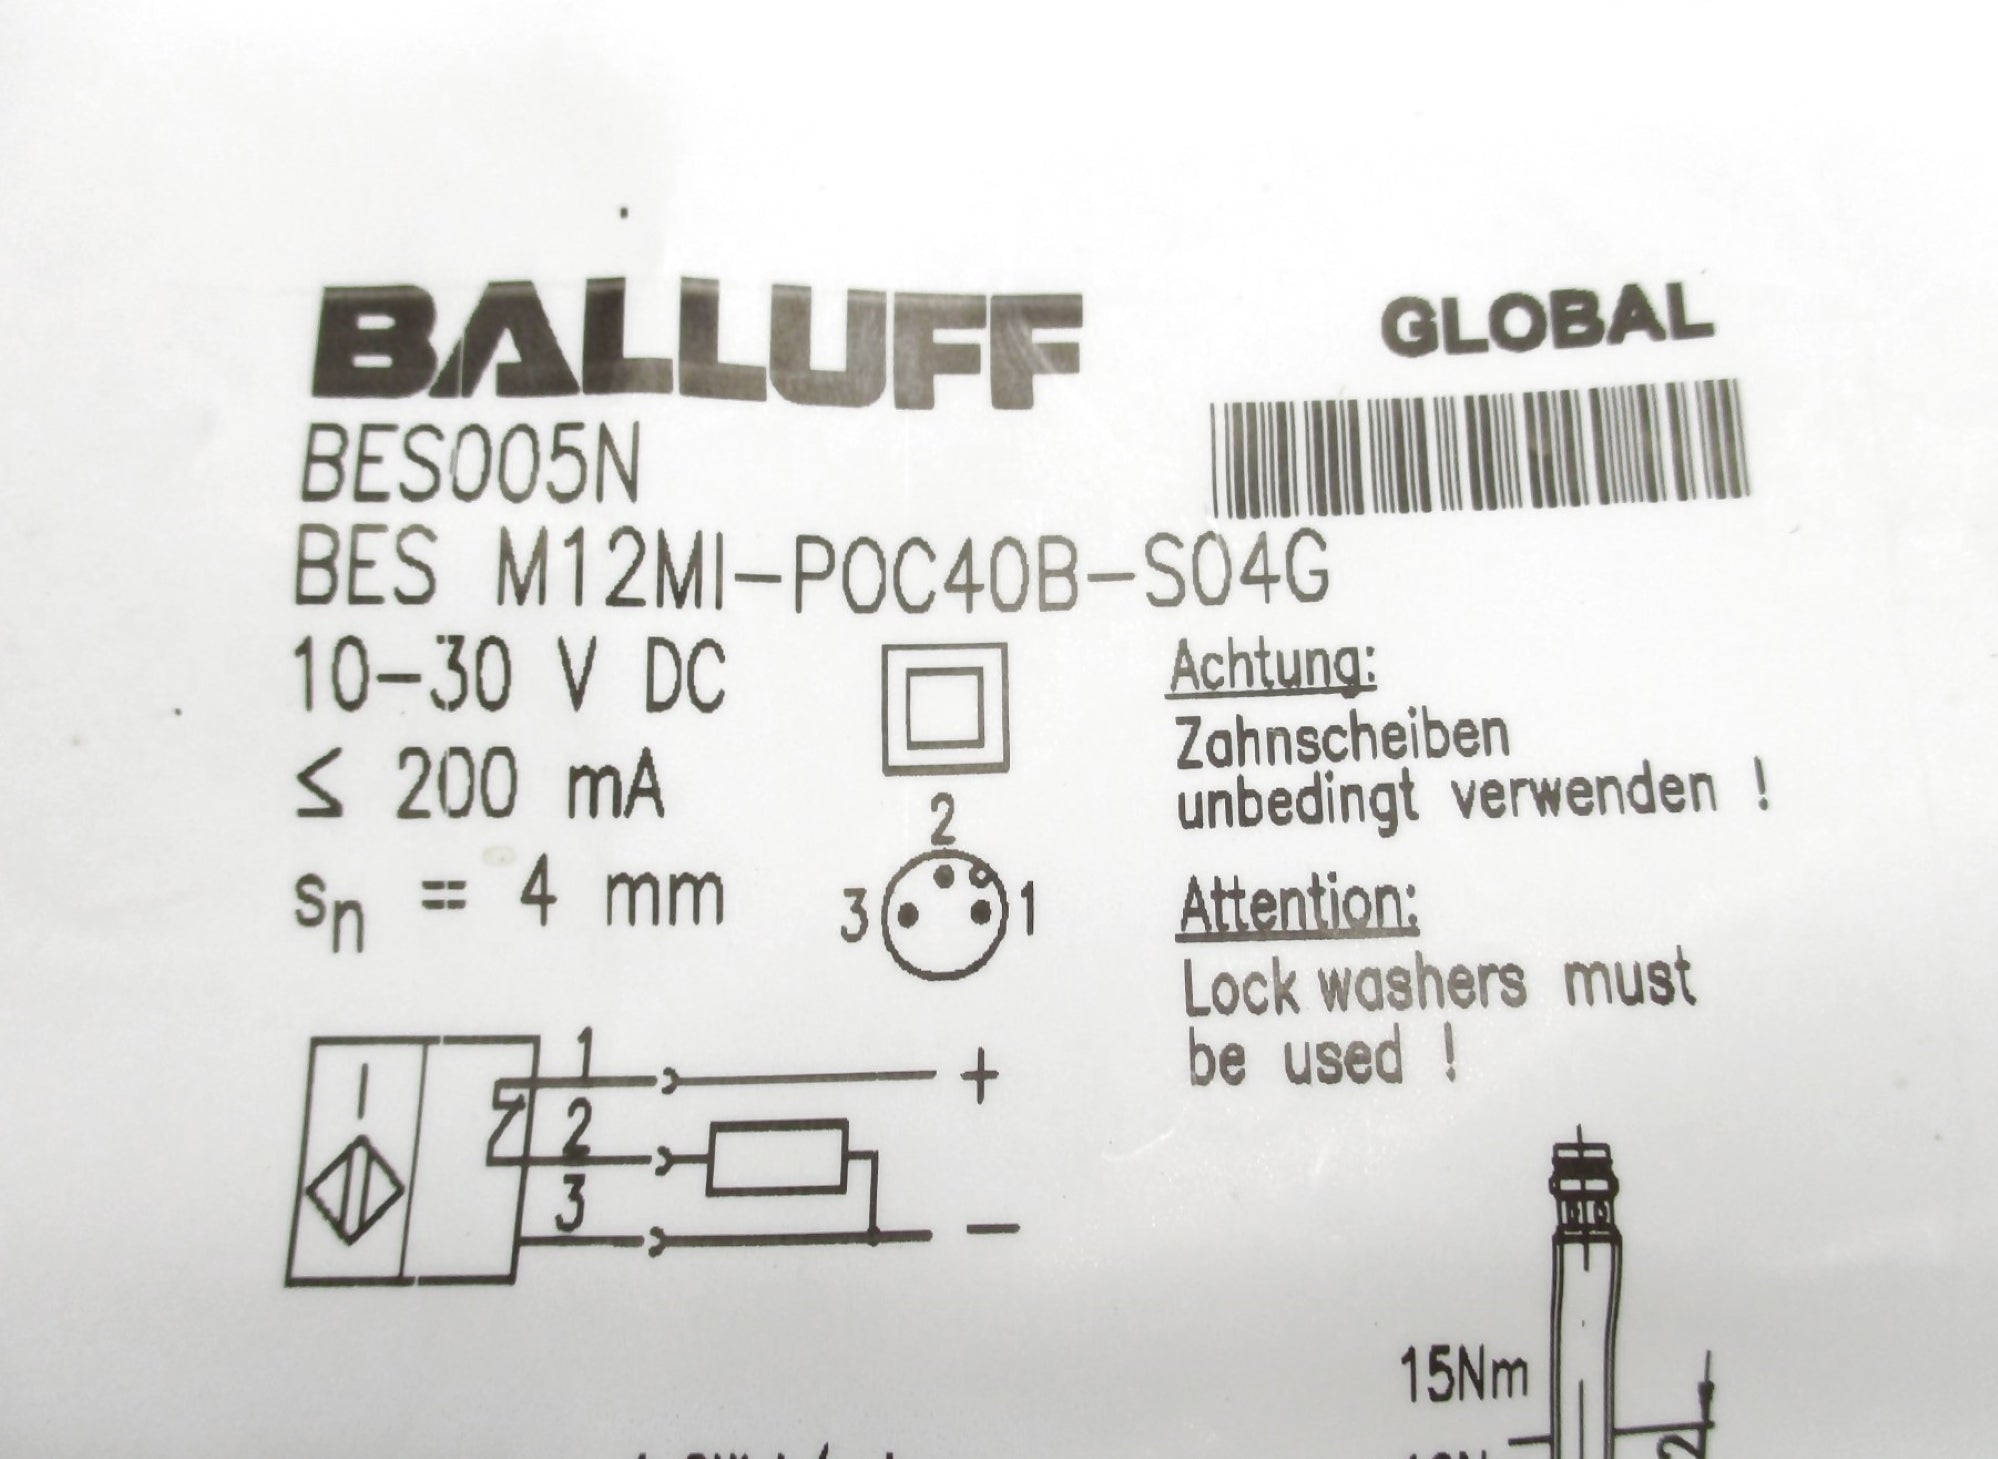 BALLUFF
GLOBAL
BES005N
BES M12MI-POC40B-S04G
10-30 V DC
≤ 200 mA
sn = 4 mm
2
3
1
Achtung:
Zahnscheiben
unbedingt verwenden !
Attention:
Lock washers must
be used !
1
+
2
3
−
15Nm